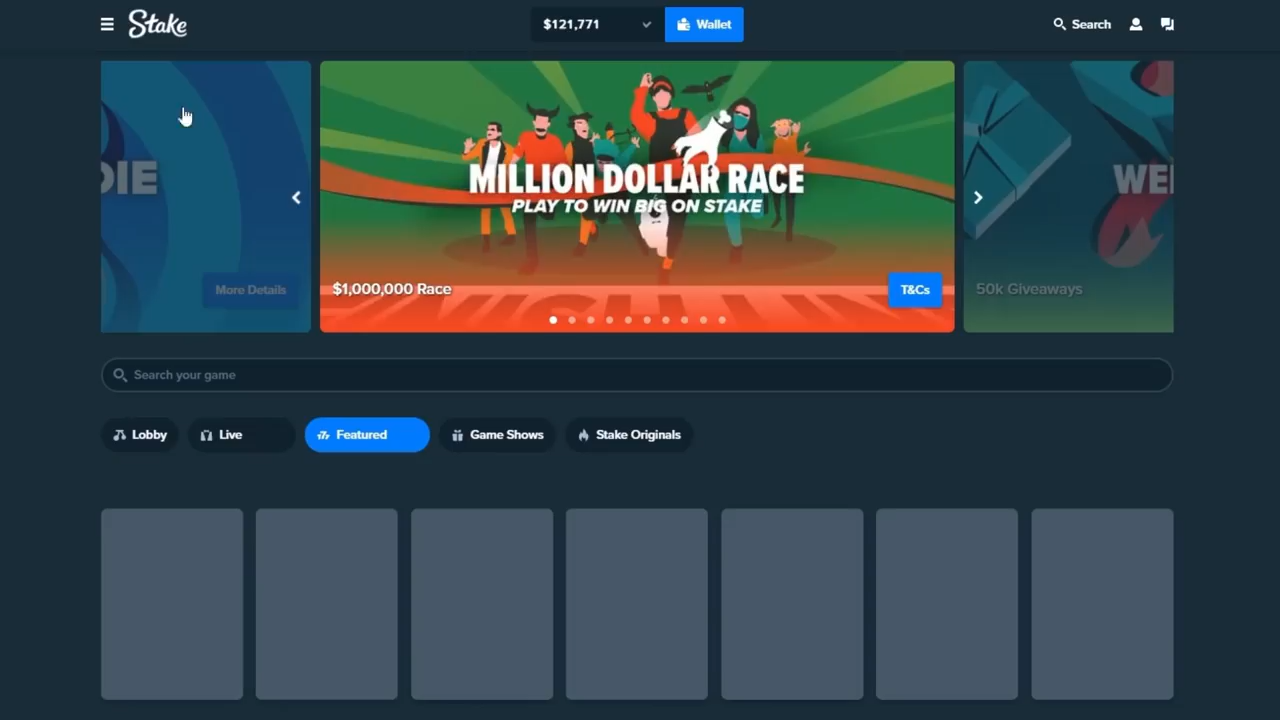 Stake
$121,771
Wallet
Search
DIE
More Details
MILLION DOLLAR RACE
PLAY TO WIN BIG ON STAKE
$1,000,000 Race
T&Cs
WE
50k Giveaways
Search your game
Lobby
Live
Featured
Game Shows
Stake Originals